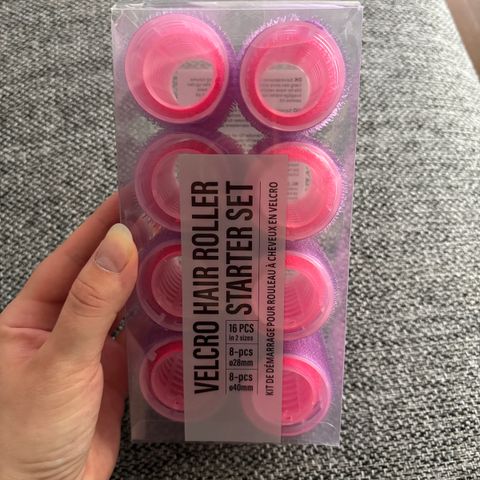 VELCRO HAIR ROLLER
STARTER SET
16 PCS
in 2 sizes
8-pcs
ø28mm
8-pcs
ø40mm
KIT DE DÉMARRAGE POUR ROULEAU À CHEVEUX EN VELCRO